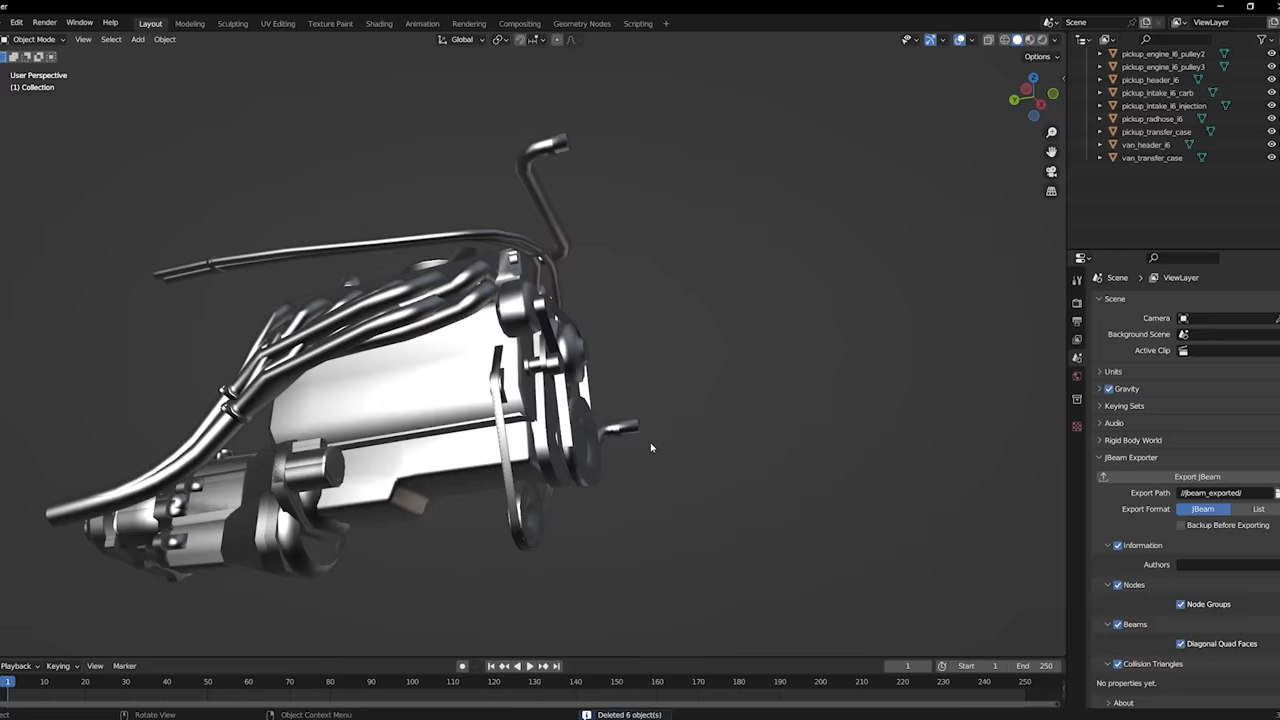 Edit Render Window Help Layout Modeling Sculpting UV Editing Texture Paint Shading Animation Rendering Compositing Geometry Nodes Scripting + Scene ViewLayer
Object Mode View Select Add Object Global
Options
User Perspective
(1) Collection
Z
Y
X
pickup_engine_i6_pulley2
pickup_engine_i6_pulley3
pickup_header_i6
pickup_intake_i6_carb
pickup_intake_i6_injection
pickup_radhose_i6
pickup_transfer_case
van_header_i6
van_transfer_case
Scene ViewLayer
Scene
Camera
Background Scene
Active Clip
Units
Gravity
Keying Sets
Audio
Rigid Body World
JBeam Exporter
Export JBeam
Export Path //jbeam_exported/
Export Format JBeam List
Backup Before Exporting
Information
Authors
Nodes
Node Groups
Beams
Diagonal Quad Faces
Collision Triangles
No properties yet.
About
Playback Keying View Marker 1 Start 1 End 250
1 10 20 30 40 50 60 70 80 90 100 110 120 130 140 150 160 170 180 190 200 210 220 230 240 250
Rotate View Object Context Menu Deleted 6 object(s)